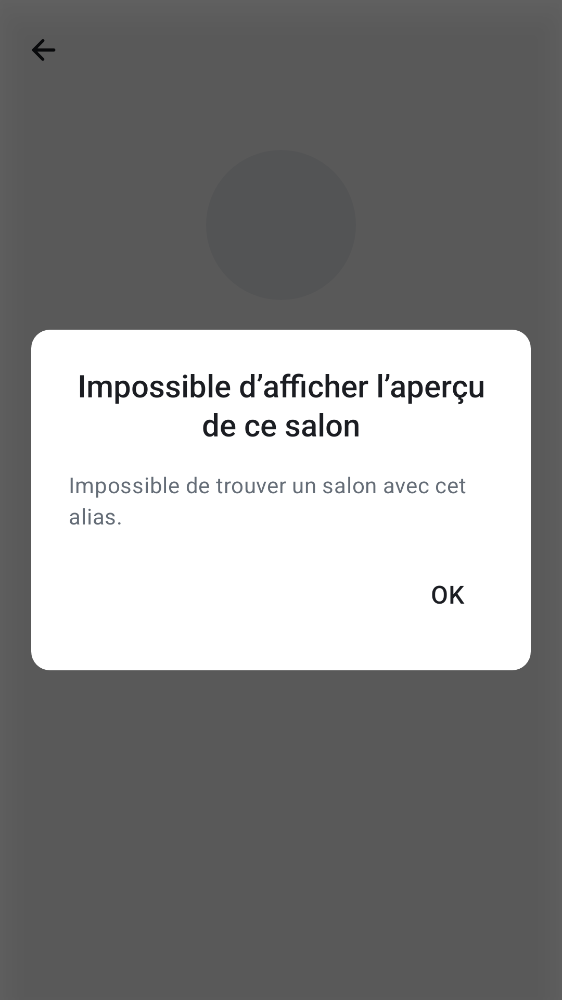 Impossible d’afficher l’aperçu
de ce salon
Impossible de trouver un salon avec cet
alias.
OK